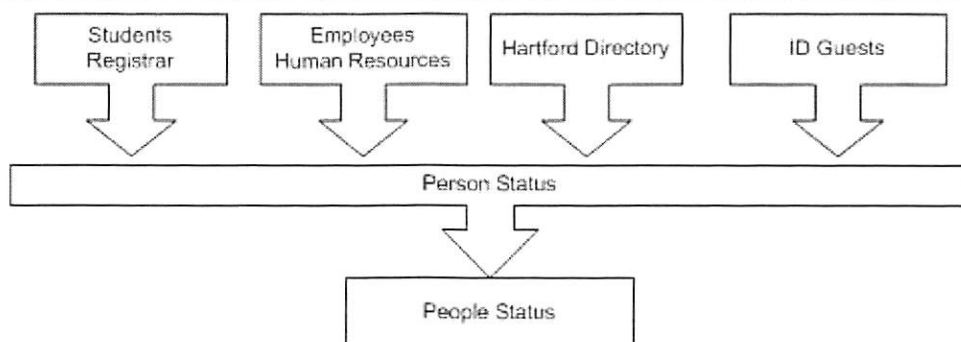 Students
Registrar
Employees
Human Resources
Hartford Directory
ID Guests
Person Status
People Status